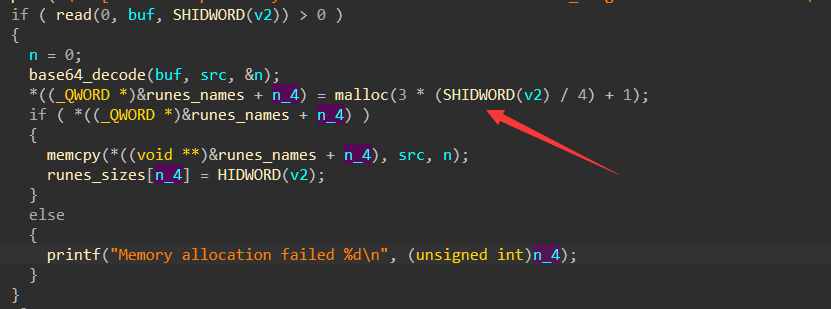 if ( read(0, buf, SHIDWORD(v2)) > 0 )
{
n = 0;
base64_decode(buf, src, &n);
*((_QWORD *)&runes_names + n_4) = malloc(3 * (SHIDWORD(v2) / 4) + 1);
if ( *((_QWORD *)&runes_names + n_4) )
{
memcpy(*((void **)&runes_names + n_4), src, n);
runes_sizes[n_4] = HIDWORD(v2);
}
else
{
printf("Memory allocation failed %d\n", (unsigned int)n_4);
}
}